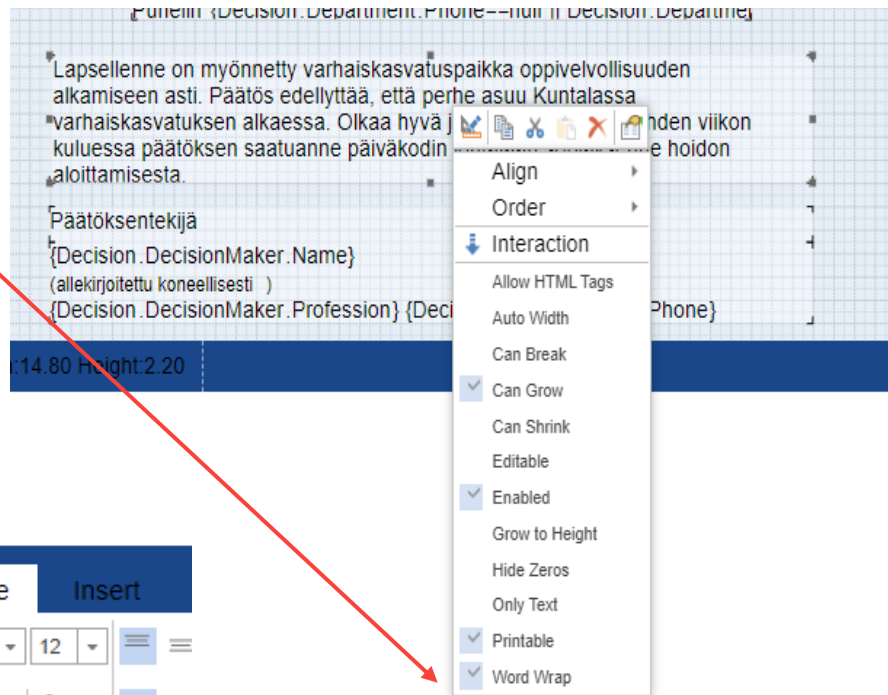 Puhelin {Decision.Department.Phone==null || Decision.Departme
Lapsellenne on myönnetty varhaiskasvatuspaikka oppivelvollisuuden
alkamiseen asti. Päätös edellyttää, että perhe asuu Kuntalassa
varhaiskasvatuksen alkaessa. Olkaa hyvä j hden viikon
kuluessa päätöksen saatuanne päiväkodin hoidon
aloittamisesta.
Päätöksentekijä
{Decision.DecisionMaker.Name}
(allekirjoitettu koneellisesti )
{Decision.DecisionMaker.Profession} {Deci Phone}
:14.80 Height:2.20
Align
Order
Interaction
Allow HTML Tags
Auto Width
Can Break
Can Grow
Can Shrink
Editable
Enabled
Grow to Height
Hide Zeros
Only Text
Printable
Word Wrap
e Insert
12